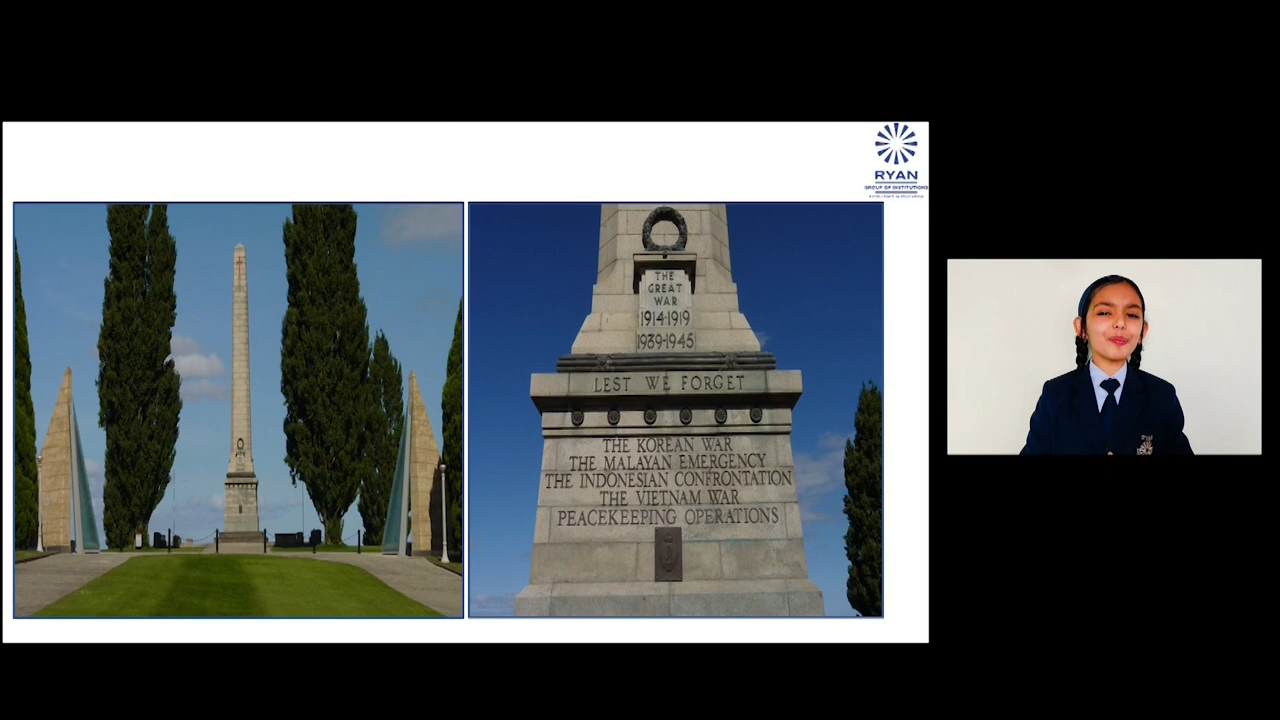 RYAN
GROUP OF INSTITUTIONS
THE
GREAT
WAR
1914-1919
1939-1945
LEST WE FORGET
THE KOREAN WAR
THE MALAYAN EMERGENCY
THE INDONESIAN CONFRONTATION
THE VIETNAM WAR
PEACEKEEPING OPERATIONS